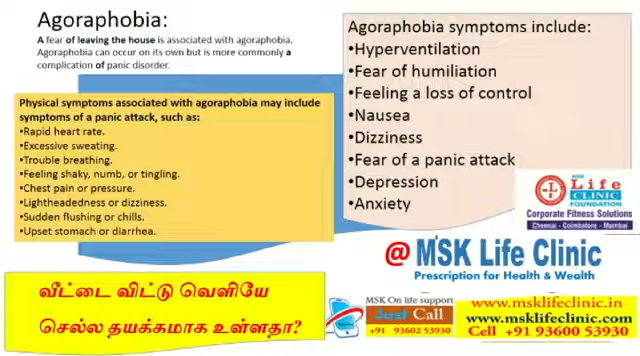 Agoraphobia:
A fear of leaving the house is associated with agoraphobia.
Agoraphobia can occur on its own but is more commonly a
complication of panic disorder.
Physical symptoms associated with agoraphobia may include
symptoms of a panic attack, such as:
•Rapid heart rate.
•Excessive sweating.
•Trouble breathing.
•Feeling shaky, numb, or tingling.
•Chest pain or pressure.
•Lightheadedness or dizziness.
•Sudden flushing or chills.
•Upset stomach or diarrhea.
Agoraphobia symptoms include:
•Hyperventilation
•Fear of humiliation
•Feeling a loss of control
•Nausea
•Dizziness
•Fear of a panic attack
•Depression
•Anxiety
Life
CLINIC
FOUNDATION
Corporate Fitness Solutions
Chennai - Coimbatore - Mumbai
@ MSK Life Clinic
Prescription for Health & Wealth
வீட்டை விட்டு வெளியே
செல்ல தயக்கமாக உள்ளதா?
MSK On life support
Just Call
+91 93602 53930
www.msklifeclinic.in
www.msklifeclinic.com
Cell +91 93600 53930